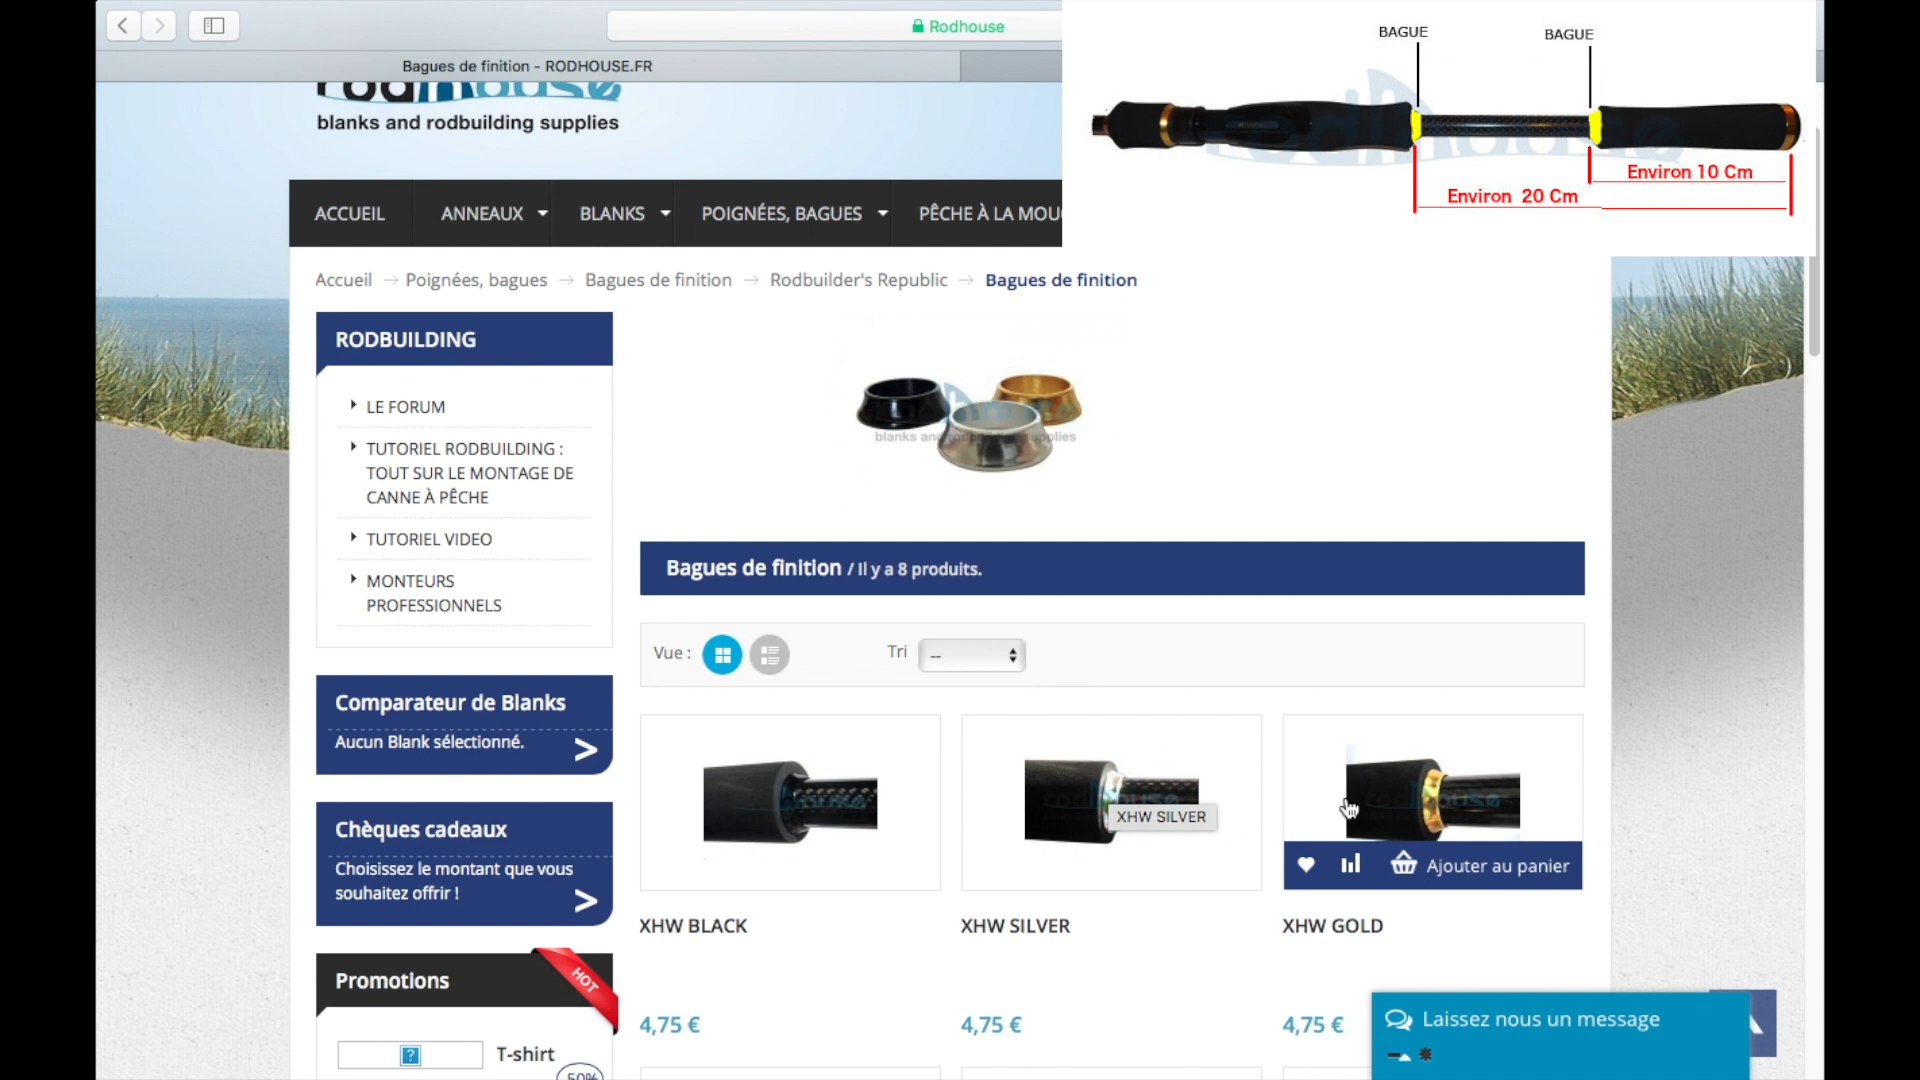 Rodhouse
Bagues de finition - RODHOUSE.FR
rodhouse
blanks and rodbuilding supplies
BAGUE
BAGUE
Environ 10 Cm
Environ 20 Cm
ACCUEIL
ANNEAUX
BLANKS
POIGNÉES, BAGUES
PÊCHE À LA
Accueil → Poignées, bagues → Bagues de finition → Rodbuilder's Republic → Bagues de finition
RODBUILDING
LE FORUM
TUTORIEL RODBUILDING :
TOUT SUR LE MONTAGE DE
CANNE À PÊCHE
TUTORIEL VIDEO
MONTEURS
PROFESSIONNELS
Comparateur de Blanks
Aucun Blank sélectionné.
>
Chèques cadeaux
Choisissez le montant que vous
souhaitez offrir !
>
Promotions
HOT
T-shirt
50%
blanks and rodbuilding supplies
Bagues de finition / Il y a 8 produits.
Vue :
Tri
--
XHW SILVER
Ajouter au panier
XHW BLACK
XHW SILVER
XHW GOLD
4,75 €
4,75 €
4,75 €
Laissez nous un message